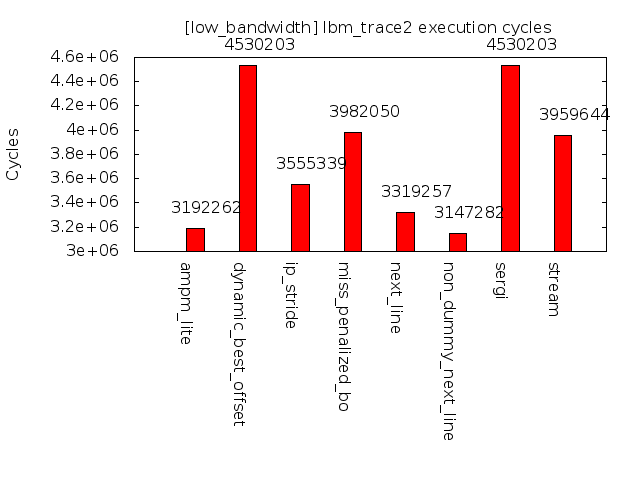 [low_bandwidth] lbm_trace2 execution cycles
4530203 4530203
4.6e+06
4.4e+06
4.2e+06
4e+06
3.8e+06
3.6e+06
3.4e+06
3.2e+06
3e+06
Cycles
3192262
3555339
3982050
3319257
3147282
3959644
ampm_lite
dynamic_best_offset
ip_stride
miss_penalized_bo
next_line
non_dummy_next_line
sergi
stream